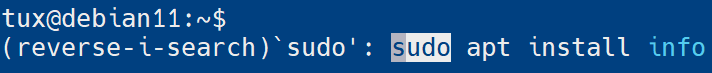 tux@debian11:~$
(reverse-i-search)`sudo': sudo apt install info